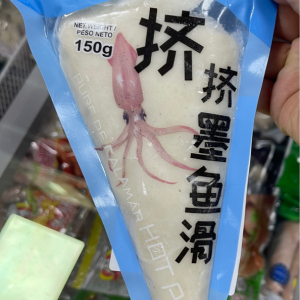 NET WEIGHT /
PESO NETO
150g
挤
挤墨鱼滑
HOT P